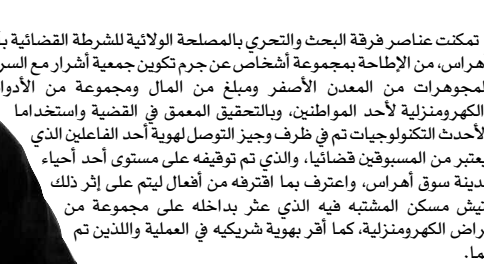 تمكنت عناصر فرقة البحث والتحري بالمصلحة الولائية للشرطة القضائية
هراس، من الإطاحة بمجموعة أشخاص عن جرم تكوين جمعية أشرار مع
لمجوهرات من المعدن الأصفر ومبلغ من المال ومجموعة من
الكهرومنزلية لأحد المواطنين، وبالتحقيق المعمق في القضية واستخداما
لأحدث التكنولوجيات تم في ظرف وجيز التوصل لهوية أحد الفاعلين الذي
يعتبر من المسبوقين قضائيا، والذي تم توقيفه على مستوى أحد أحياء
دينة سوق أهراس، واعترف بما اقترفه من أفعال ليتم على إثر ذلك
تيش مسكن المشتبه فيه الذي عثر بداخله على مجموعة من
راض الكهرومنزلية، كما أقر بهوية شريكيه في العملية واللذين تم
ما.